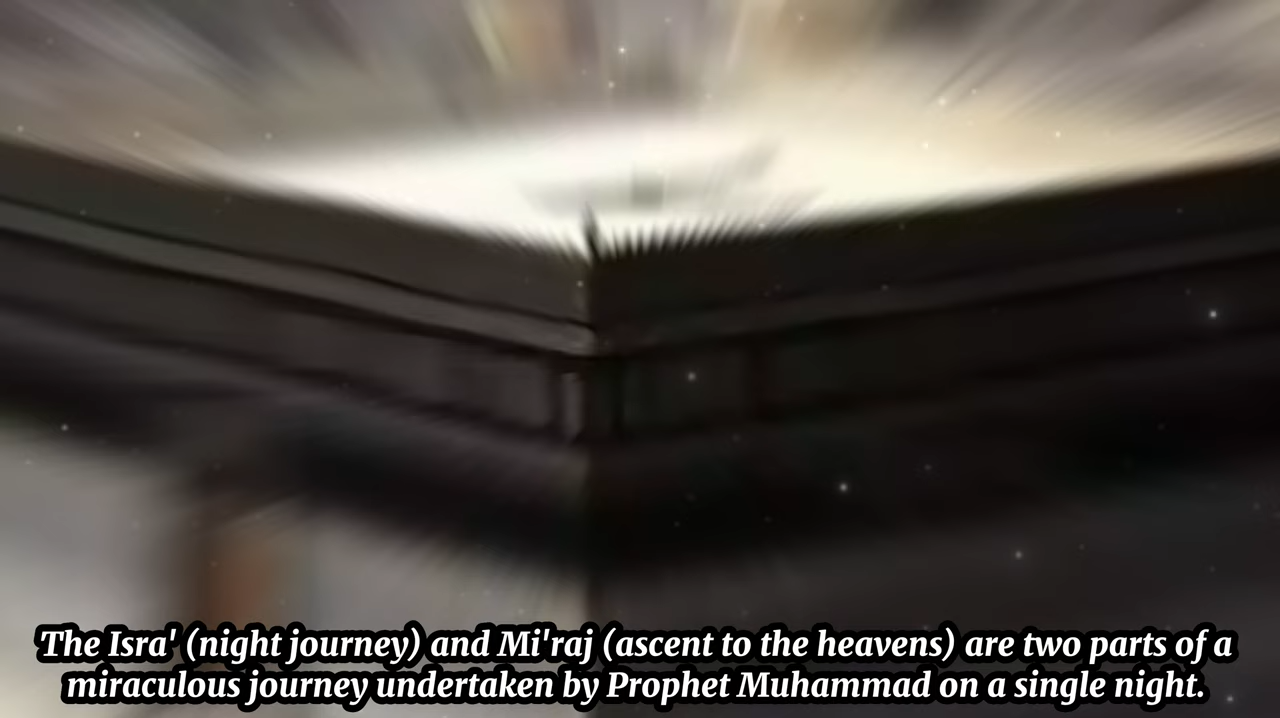 The Isra' (night journey) and Mi'raj (ascent to the heavens) are two parts of a
miraculous journey undertaken by Prophet Muhammad on a single night.